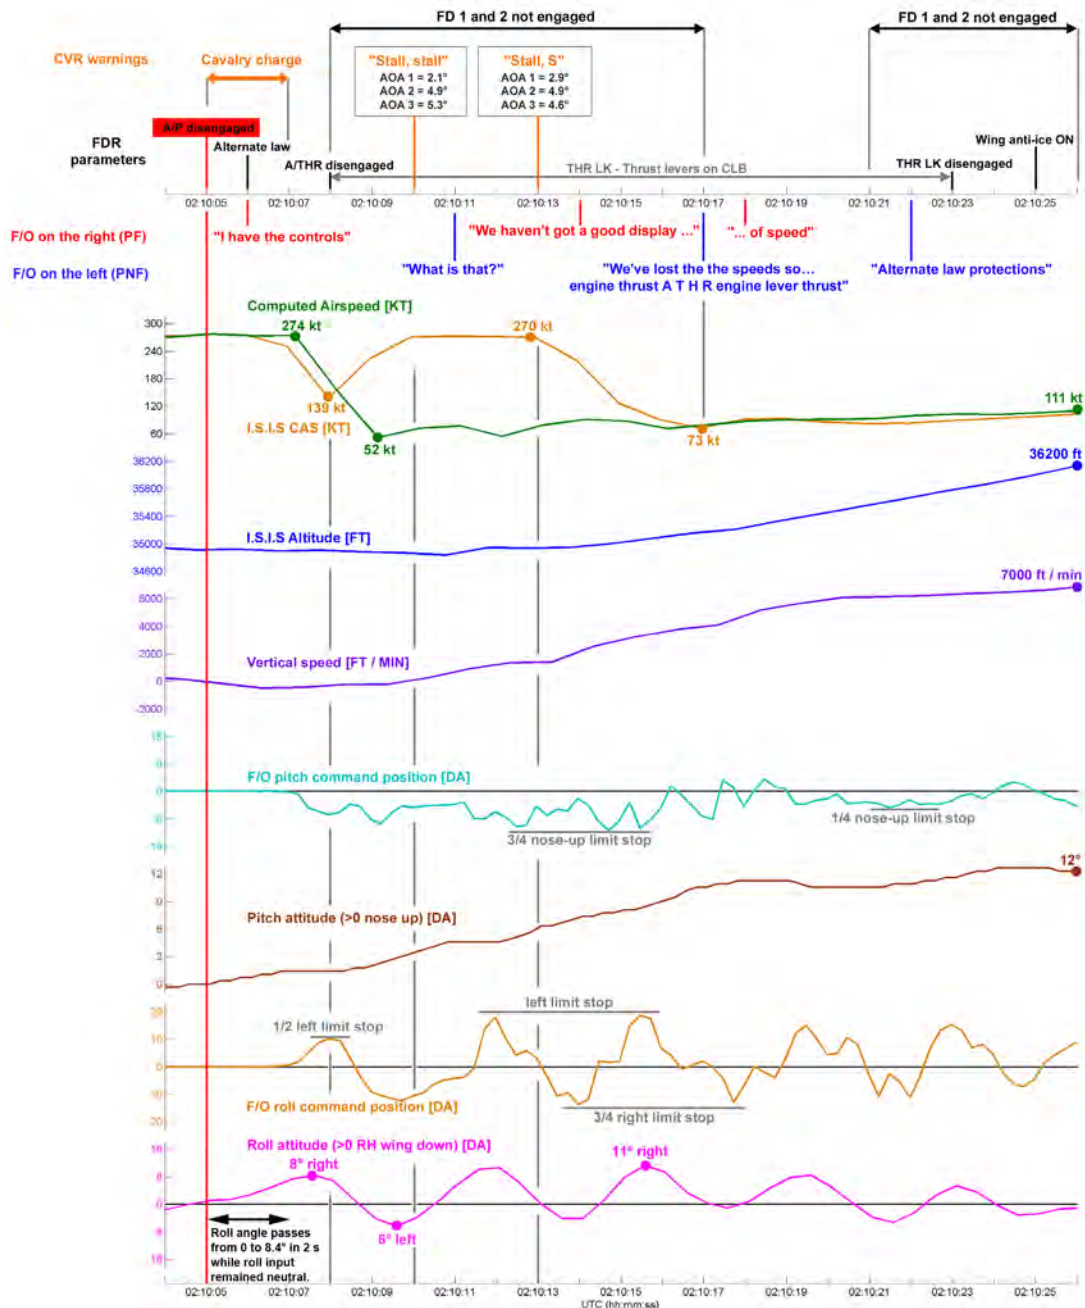 FD 1 and 2 not engaged
FD 1 and 2 not engaged
CVR warnings
Cavalry charge
"Stall, stall"
AOA 1 = 2.1°
AOA 2 = 4.9°
AOA 3 = 5.3°
"Stall, S"
AOA 1 = 2.9°
AOA 2 = 4.9°
AOA 3 = 4.6°
A/P disengaged
FDR
parameters
Alternate law
A/THR disengaged
THR LK - Thrust levers on CLB
THR LK disengaged
Wing anti-ice ON
02:10:05 02:10:07 02:10:09 02:10:11 02:10:13 02:10:15 02:10:17 02:10:19 02:10:21 02:10:23 02:10:25
F/O on the right (PF)
"I have the controls"
"We haven't got a good display ..."
"... of speed"
F/O on the left (PNF)
"What is that?"
"We've lost the the speeds so...
engine thrust A T H R engine lever thrust"
"Alternate law protections"
Computed Airspeed [KT]
300
240
180
120
60
274 kt
270 kt
139 kt
I.S.I.S CAS [KT]
52 kt
73 kt
111 kt
36200
35800
35400
35000
34600
36200 ft
I.S.I.S Altitude [FT]
7000 ft / min
6000
4000
2000
0
-2000
Vertical speed [FT / MIN]
F/O pitch command position [DA]
0
3/4 nose-up limit stop
1/4 nose-up limit stop
12
9
6
3
0
12°
Pitch attitude (>0 nose up) [DA]
20
10
0
10
20
1/2 left limit stop
left limit stop
3/4 right limit stop
F/O roll command position [DA]
Roll attitude (>0 RH wing down) [DA]
16
8
0
-8
16
8° right
11° right
6° left
Roll angle passes
from 0 to 8.4° in 2 s
while roll input
remained neutral.
02:10:05 02:10:07 02:10:09 02:10:11 02:10:13 02:10:15 02:10:17 02:10:19 02:10:21 02:10:23 02:10:25
UTC (hh:mm:ss)